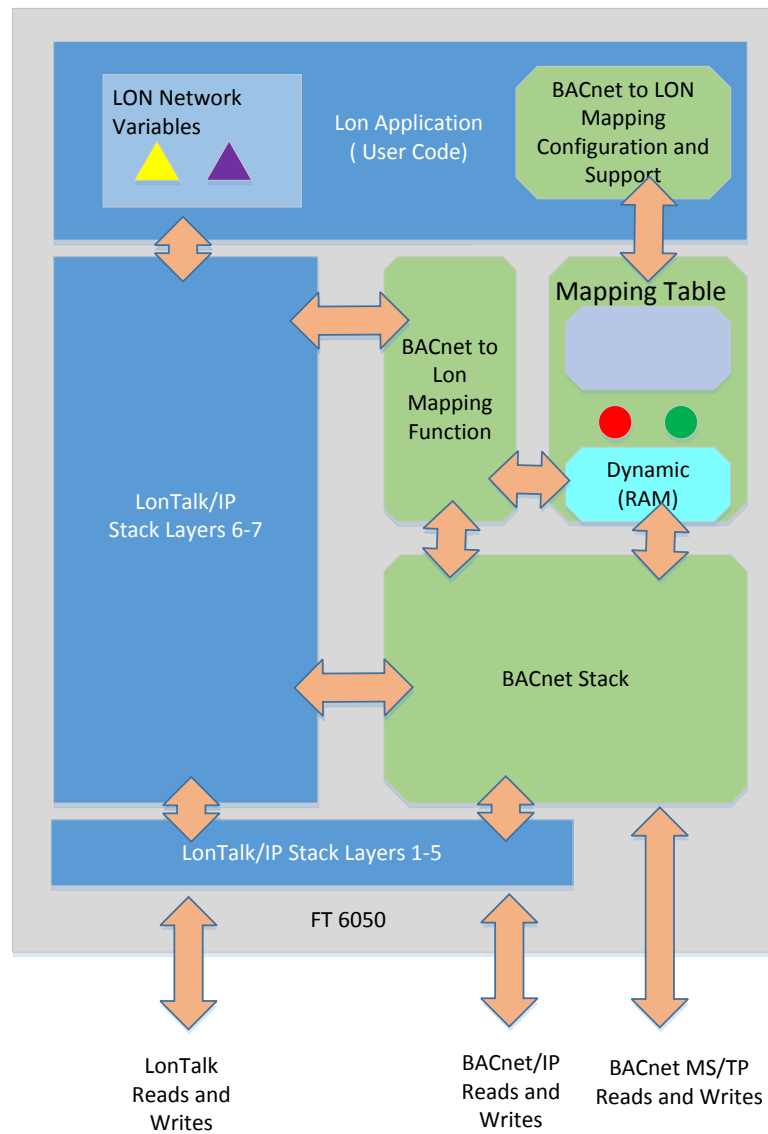 LON Network
Variables
Lon Application
( User Code)
BACnet to LON
Mapping
Configuration and
Support
Mapping Table
BACnet to
Lon
Mapping
Function
Dynamic
(RAM)
LonTalk/IP
Stack Layers 6-7
BACnet Stack
LonTalk/IP Stack Layers 1-5
FT 6050
LonTalk
Reads and
Writes
BACnet/IP
Reads and
Writes
BACnet MS/TP
Reads and Writes